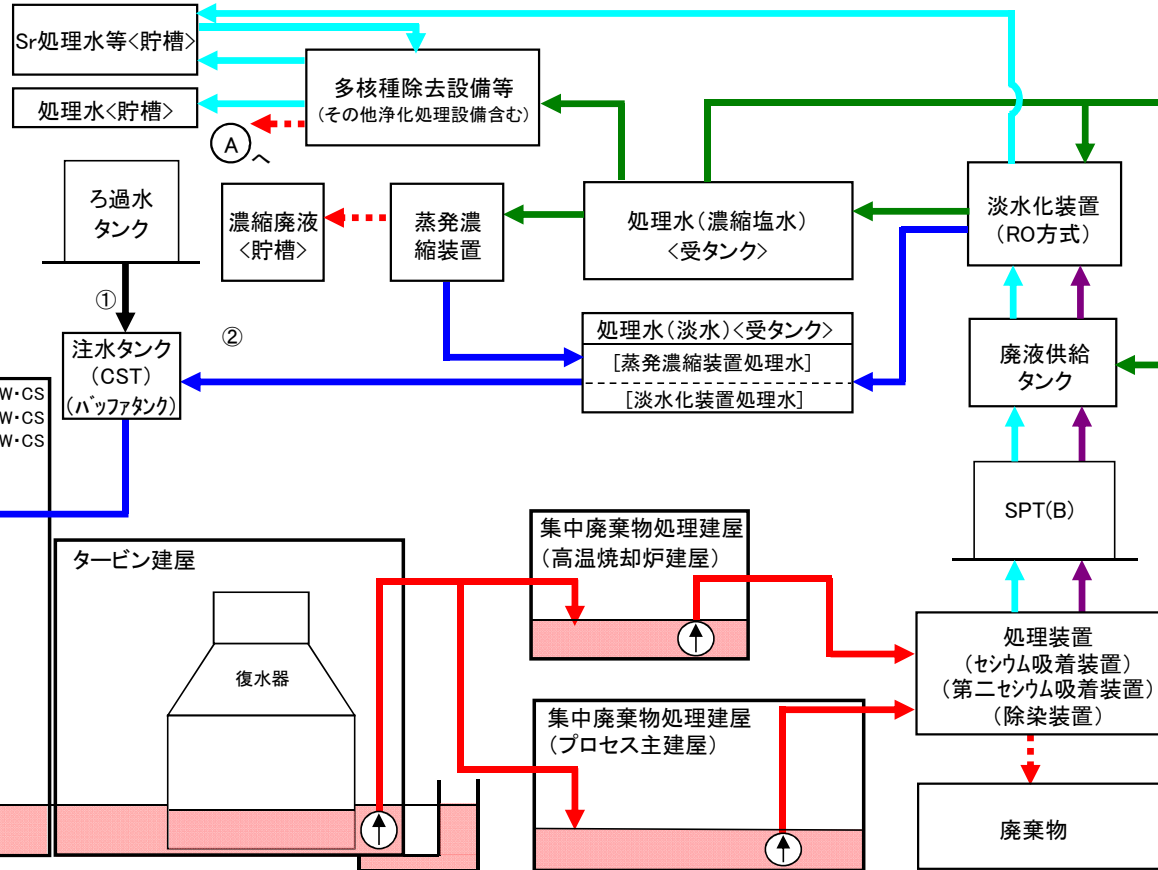 Sr処理水等<貯槽>
処理水<貯槽>
多核種除去設備等
(その他浄化処理設備含む)
A
へ
ろ過水
タンク
濃縮廃液
<貯槽>
蒸発濃
縮装置
処理水(濃縮塩水)
<受タンク>
淡水化装置
(RO方式)
①
②
注水タンク
(CST)
(バッファタンク)
処理水(淡水)<受タンク>
[蒸発濃縮装置処理水]
[淡水化装置処理水]
廃液供給
タンク
W・CS
W・CS
W・CS
SPT(B)
タービン建屋
復水器
集中廃棄物処理建屋
(高温焼却炉建屋)
集中廃棄物処理建屋
(プロセス主建屋)
処理装置
(セシウム吸着装置)
(第二セシウム吸着装置)
(除染装置)
廃棄物